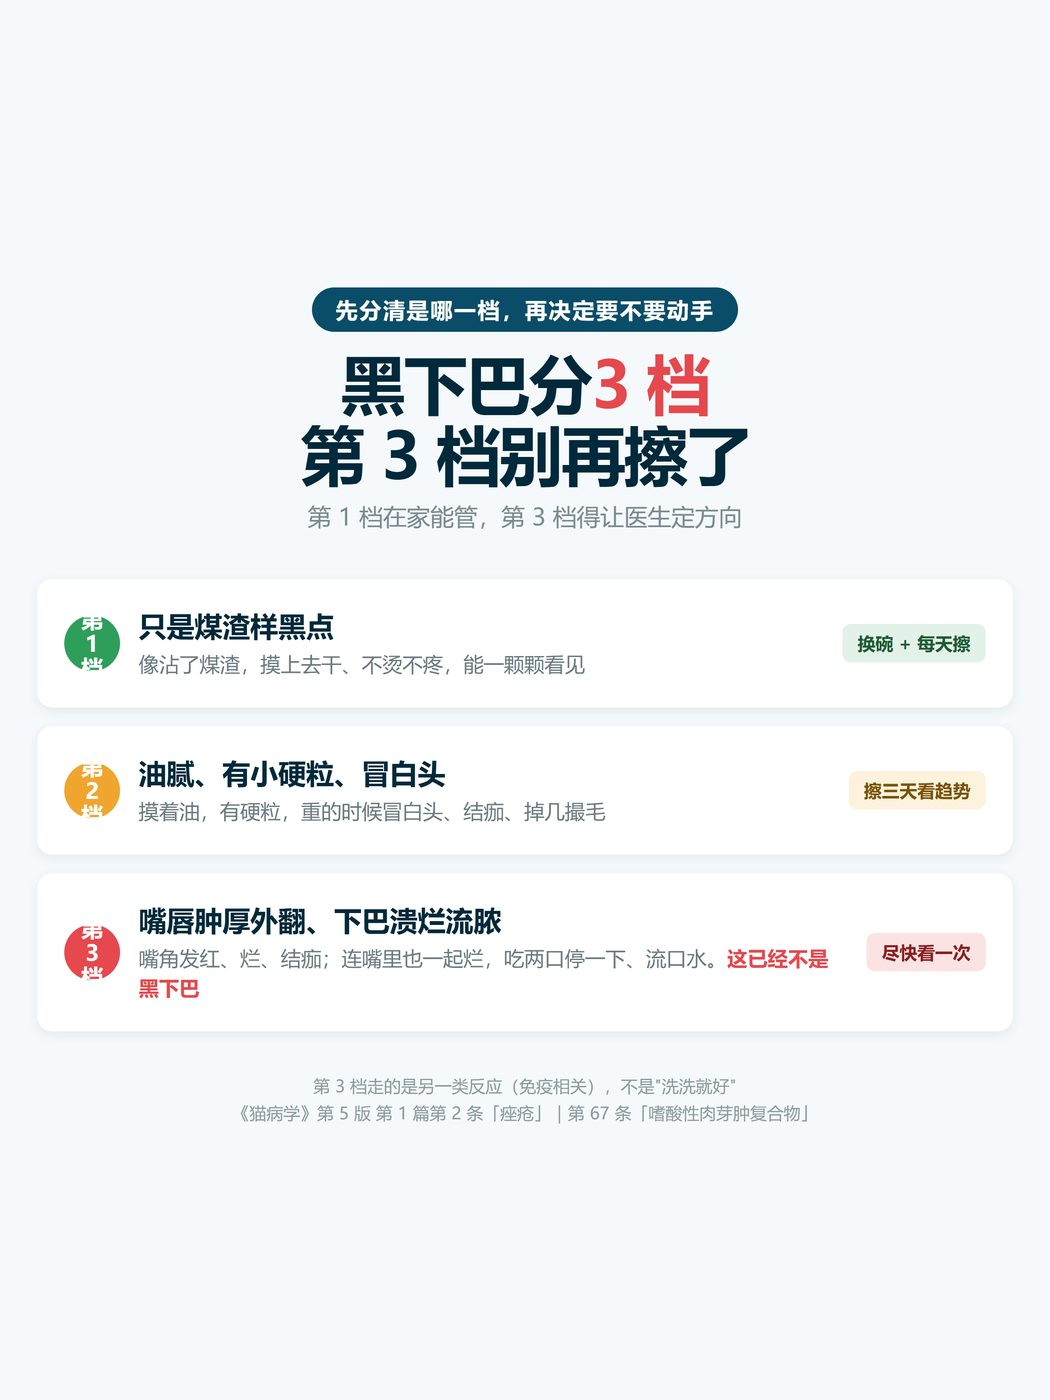 先分清是哪一档，再决定要不要动手
黑下巴分3 档
第 3 档别再擦了
第 1 档在家能管，第 3 档得让医生定方向
第
1
档
只是煤渣样黑点
像沾了煤渣，摸上去干、不烫不疼，能一颗颗看见
换碗 + 每天擦
第
2
档
油腻、有小硬粒、冒白头
摸着油，有硬粒，重的时候冒白头、结痂、掉几撮毛
擦三天看趋势
第
3
档
嘴唇肿厚外翻、下巴溃烂流脓
嘴角发红、烂、结痂；连嘴里也一起烂，吃两口停一下、流口水。这已经不是
黑下巴
尽快看一次
第 3 档走的是另一类反应（免疫相关），不是"洗洗就好"
《猫病学》第 5 版 第 1 篇第 2 条「痤疮」 | 第 67 条「嗜酸性肉芽肿复合物」